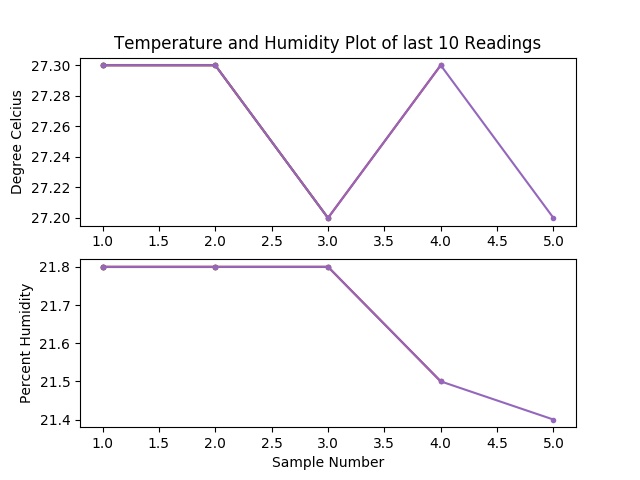 Temperature and Humidity Plot of last 10 Readings
27.30
27.28
27.26
27.24
27.22
27.20
Degree Celcius
1.0 1.5 2.0 2.5 3.0 3.5 4.0 4.5 5.0
21.8
21.7
21.6
21.5
21.4
Percent Humidity
1.0 1.5 2.0 2.5 3.0 3.5 4.0 4.5 5.0
Sample Number